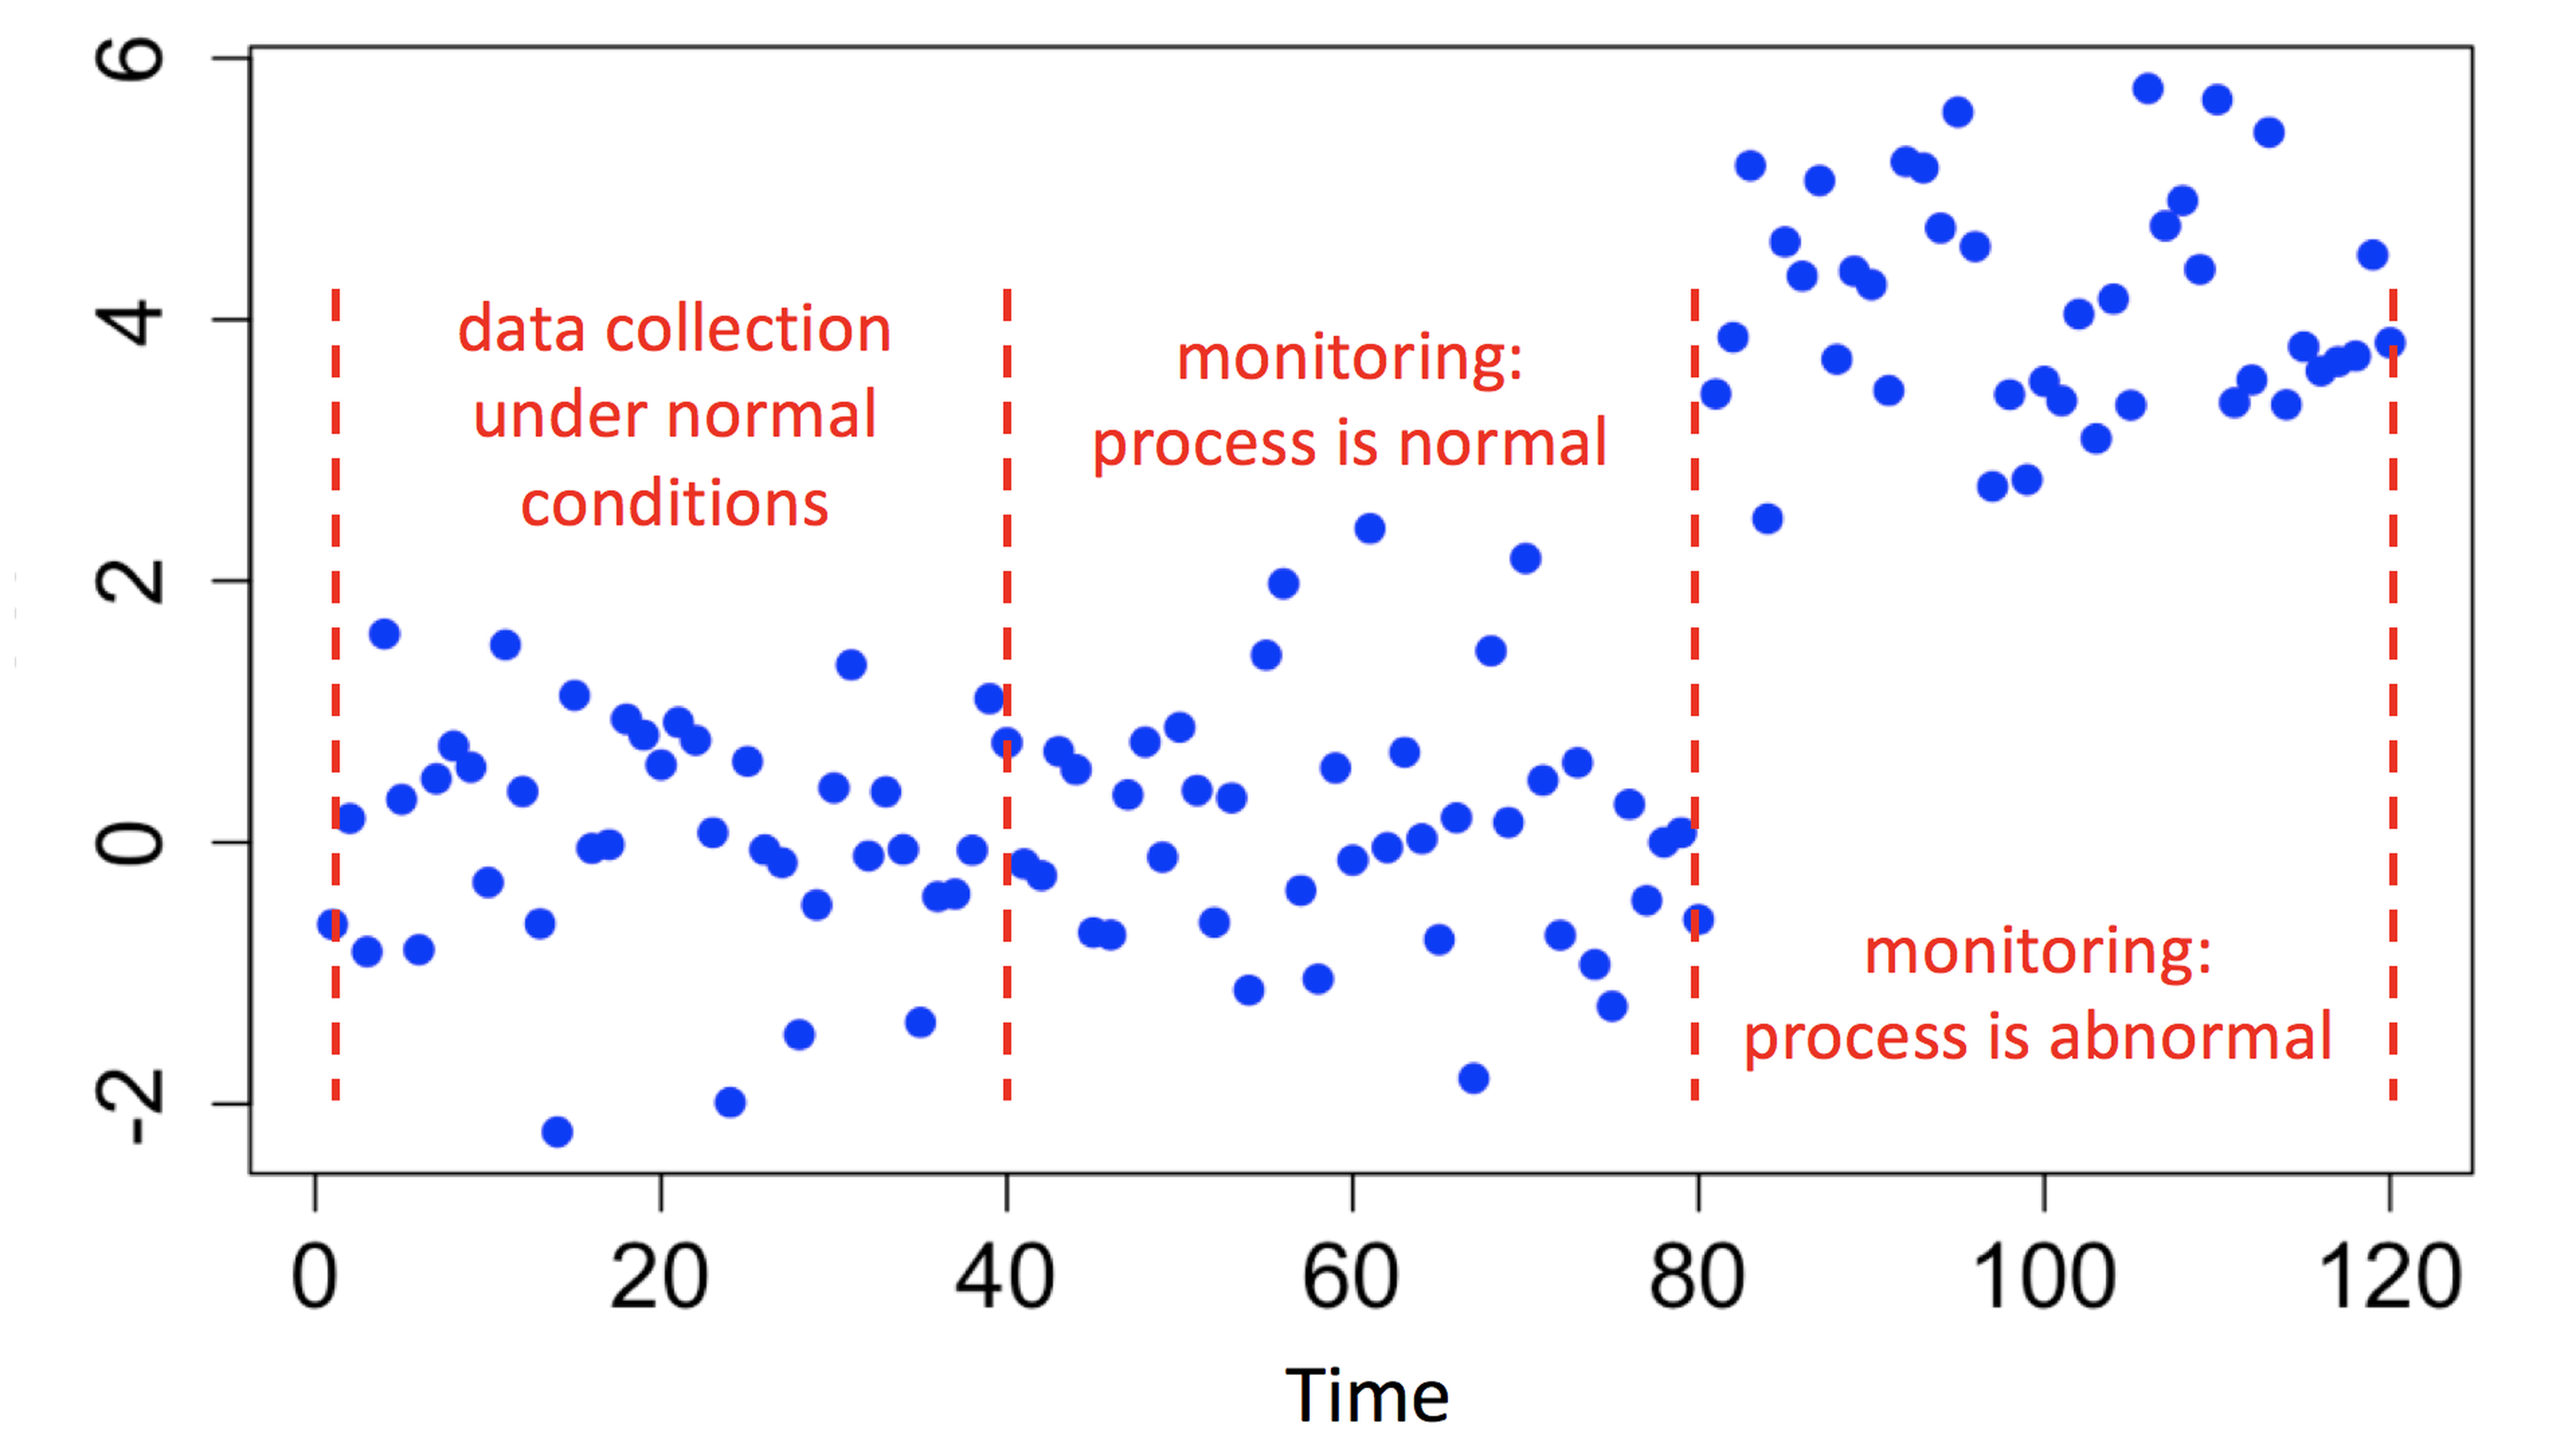 6
4
2
0
-2
data collection
under normal
conditions
monitoring:
process is normal
monitoring:
process is abnormal
0 20 40 60 80 100 120
Time